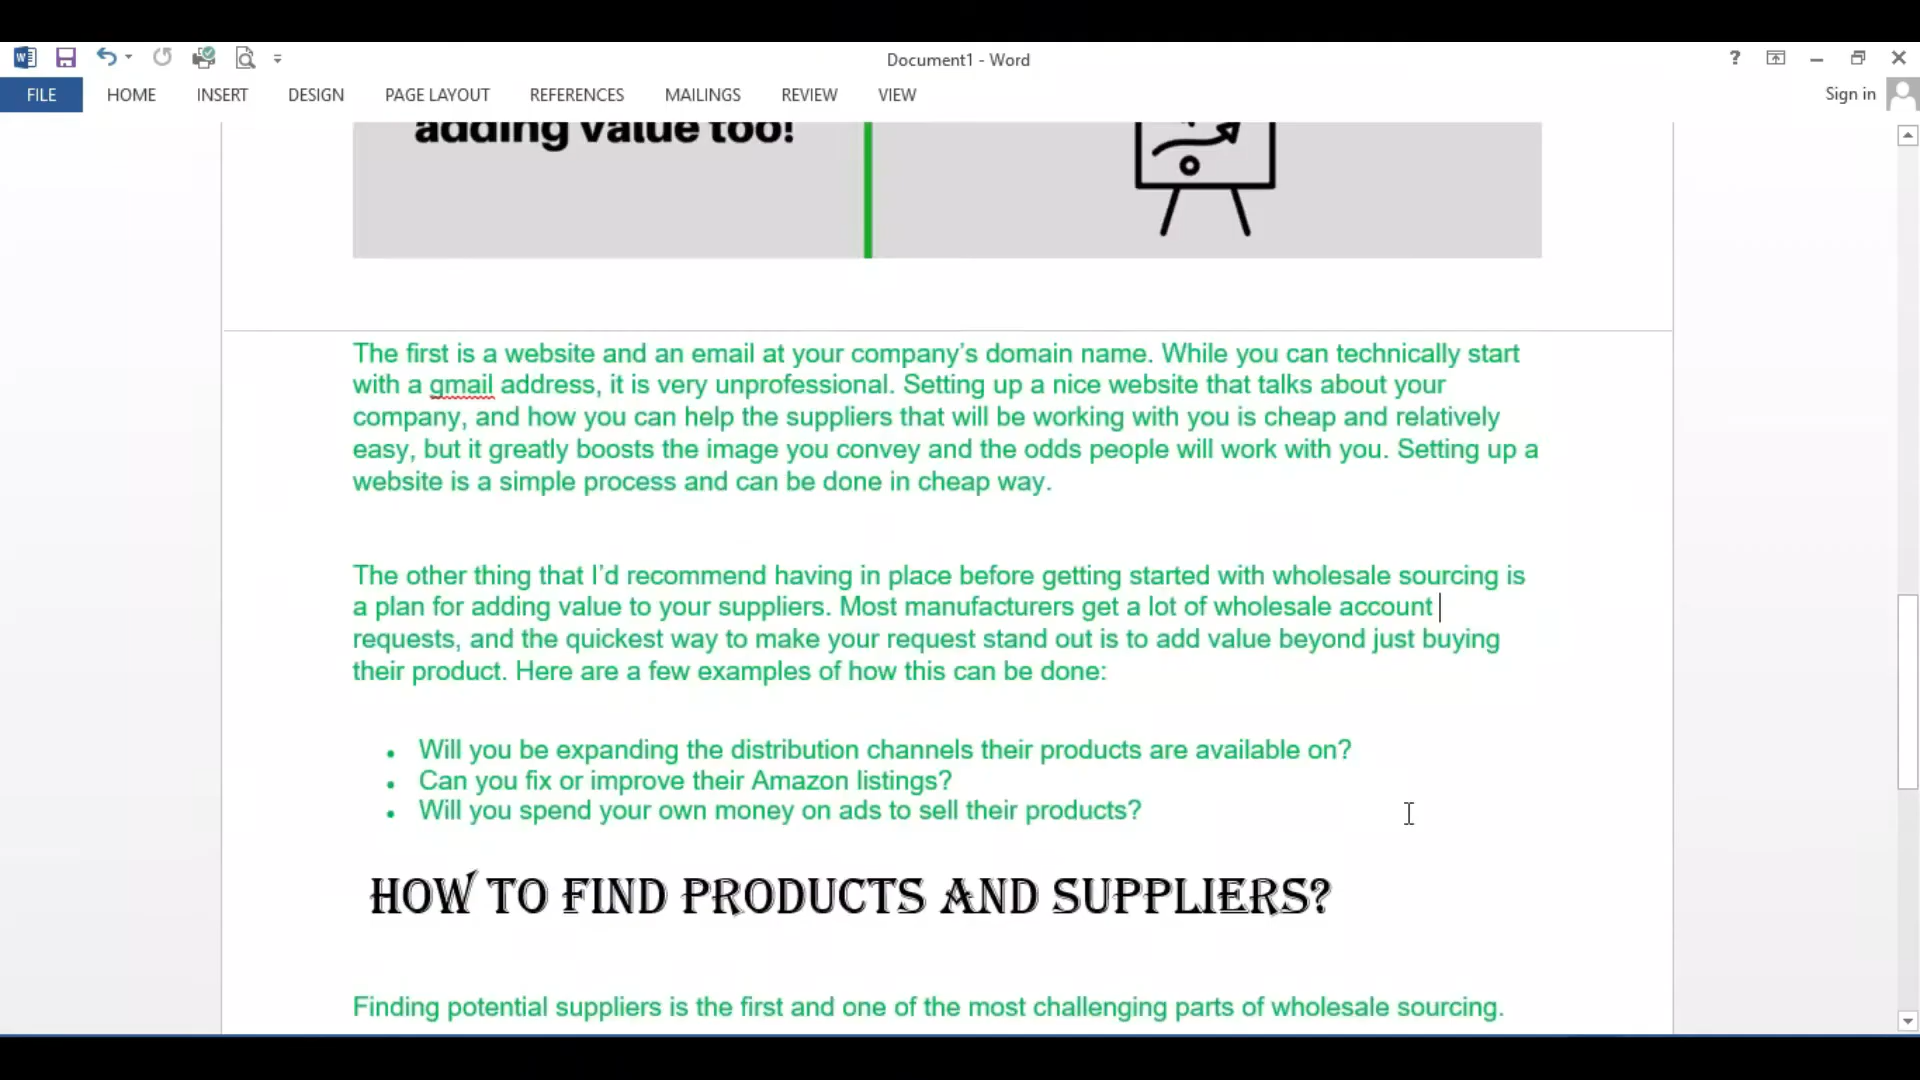 Document1 - Word
?
FILE
HOME
INSERT
DESIGN
PAGE LAYOUT
REFERENCES
MAILINGS
REVIEW
VIEW
Sign in
adding value too!
The first is a website and an email at your company’s domain name. While you can technically start
with a gmail address, it is very unprofessional. Setting up a nice website that talks about your
company, and how you can help the suppliers that will be working with you is cheap and relatively
easy, but it greatly boosts the image you convey and the odds people will work with you. Setting up a
website is a simple process and can be done in cheap way.
The other thing that I’d recommend having in place before getting started with wholesale sourcing is
a plan for adding value to your suppliers. Most manufacturers get a lot of wholesale account
requests, and the quickest way to make your request stand out is to add value beyond just buying
their product. Here are a few examples of how this can be done:
• Will you be expanding the distribution channels their products are available on?
• Can you fix or improve their Amazon listings?
• Will you spend your own money on ads to sell their products?
HOW TO FIND PRODUCTS AND SUPPLIERS?
Finding potential suppliers is the first and one of the most challenging parts of wholesale sourcing.